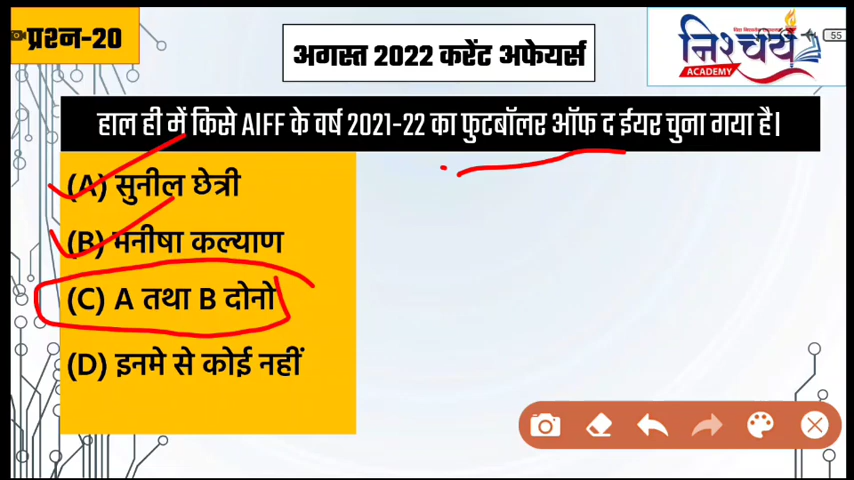 प्रश्न-20
अगस्त 2022 करेंट अफेयर्स
निश्चय
ACADEMY
55
हाल ही में किसे AIFF के वर्ष 2021-22 का फुटबॉलर ऑफ द ईयर चुना गया है।
(A) सुनील छेत्री
(B) मनीषा कल्याण
(C) A तथा B दोनो
(D) इनमे से कोई नहीं